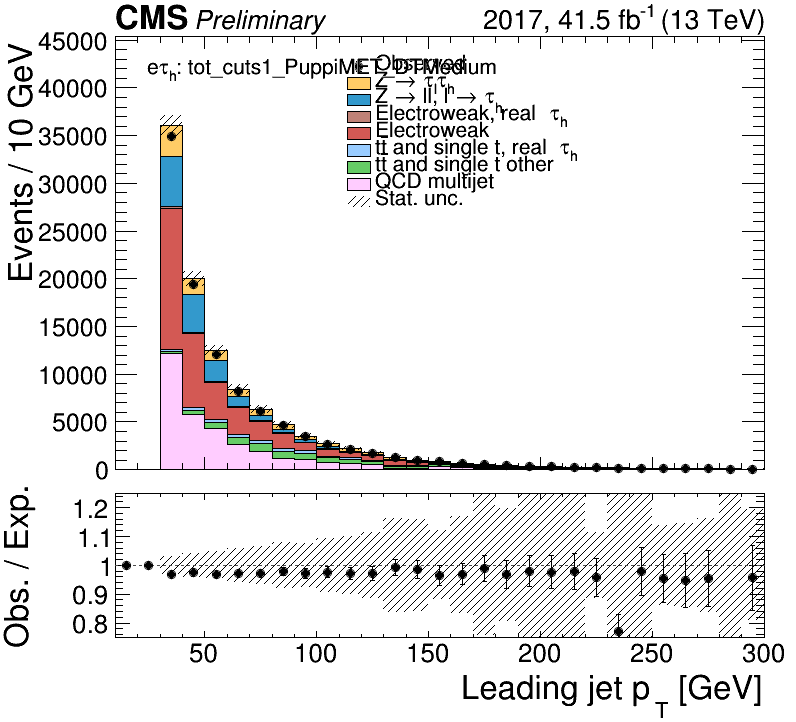 CMS Preliminary 2017, 41.5 fb⁻¹ (13 TeV)
Events / 10 GeV
45000
40000
35000
30000
25000
20000
15000
10000
5000
0
eτh: tot_cuts1_PuppiMET_DTMedium
Observed
Z → ττh
Z → ll, l → τh
Electroweak, real τh
Electroweak
tt̄ and single t, real τh
tt̄ and single t other
QCD multijet
Stat. unc.
Obs. / Exp.
1.2
1.1
1
0.9
0.8
50 100 150 200 250 300
Leading jet pT [GeV]